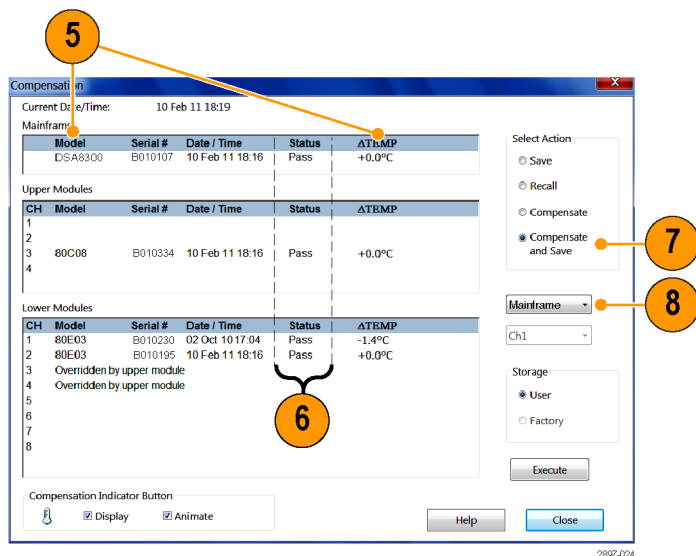 5
Compensation
Current Date/Time: 10 Feb 11 18:19
Mainframe
Model Serial # Date / Time Status ΔTEMP
DSA8300 B010107 10 Feb 11 18:16 Pass +0.0ºC
Upper Modules
CH Model Serial # Date / Time Status ΔTEMP
1
2
3 80C08 B010334 10 Feb 11 18:16 Pass +0.0ºC
4
Lower Modules
CH Model Serial # Date / Time Status ΔTEMP
1 80E03 B010230 02 Oct 10 17:04 Pass -1.4ºC
2 80E03 B010195 10 Feb 11 18:16 Pass +0.0ºC
3 Overridden by upper module
4 Overridden by upper module
5
6
7
8
6
Compensation Indicator Button
Display Animate
Select Action
Save
Recall
Compensate
Compensate
and Save
7
Mainframe
8
Ch1
Storage
User
Factory
Execute
Help Close
2897-024